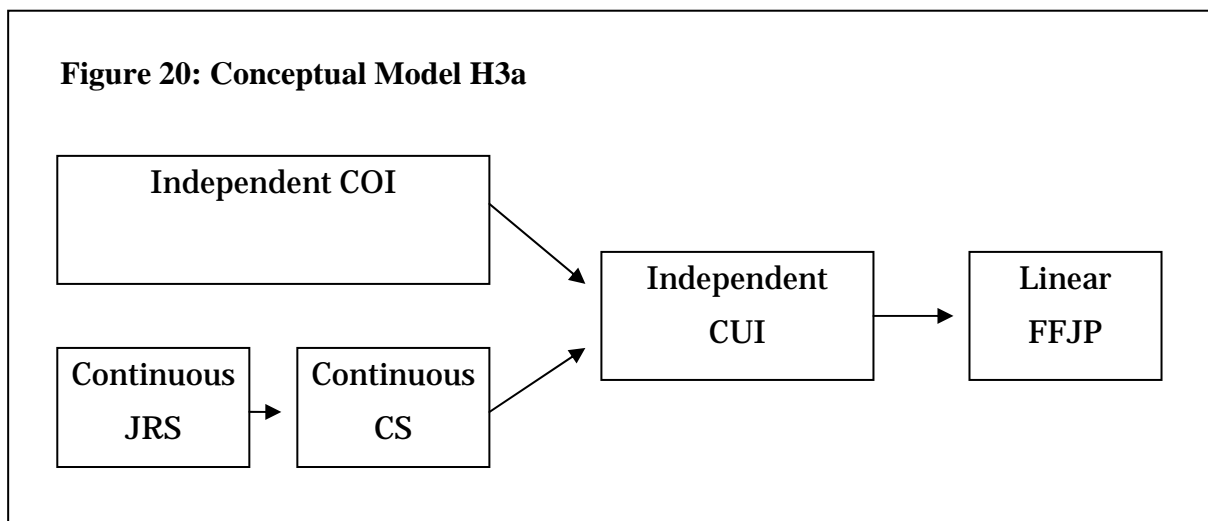 Figure 20: Conceptual Model H3a
Independent COI
Independent
CUI
Linear
FFJP
Continuous
JRS
Continuous
CS